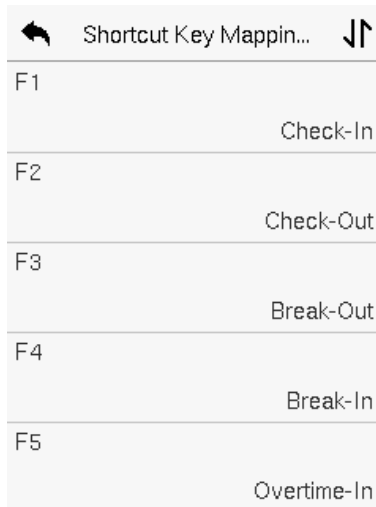 Shortcut Key Mappin...
F1
Check-In
F2
Check-Out
F3
Break-Out
F4
Break-In
F5
Overtime-In